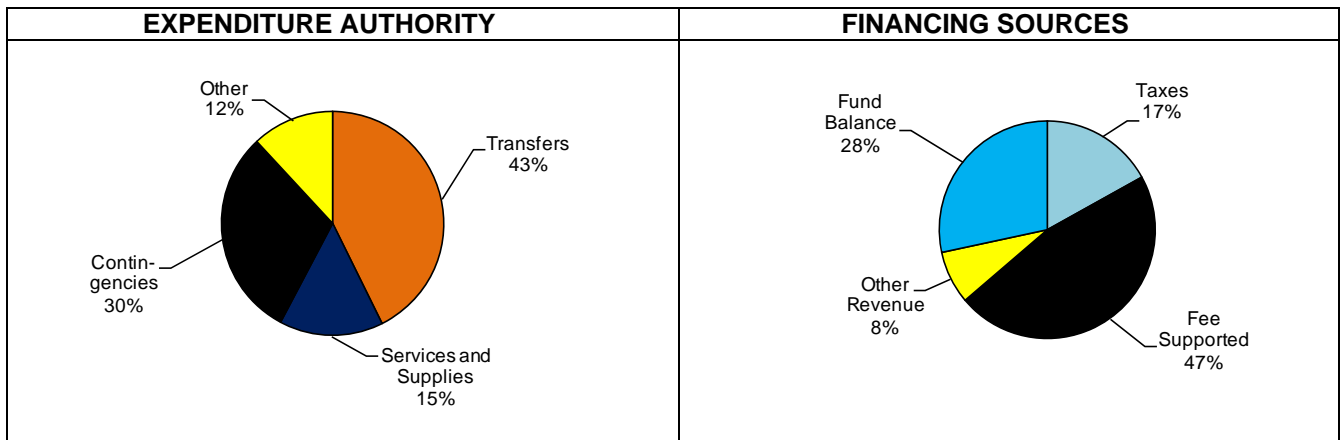 EXPENDITURE AUTHORITY
Other
12%
Transfers
43%
Contin-
gencies
30%
Services and
Supplies
15%
FINANCING SOURCES
Taxes
17%
Fund
Balance
28%
Other
Revenue
8%
Fee
Supported
47%